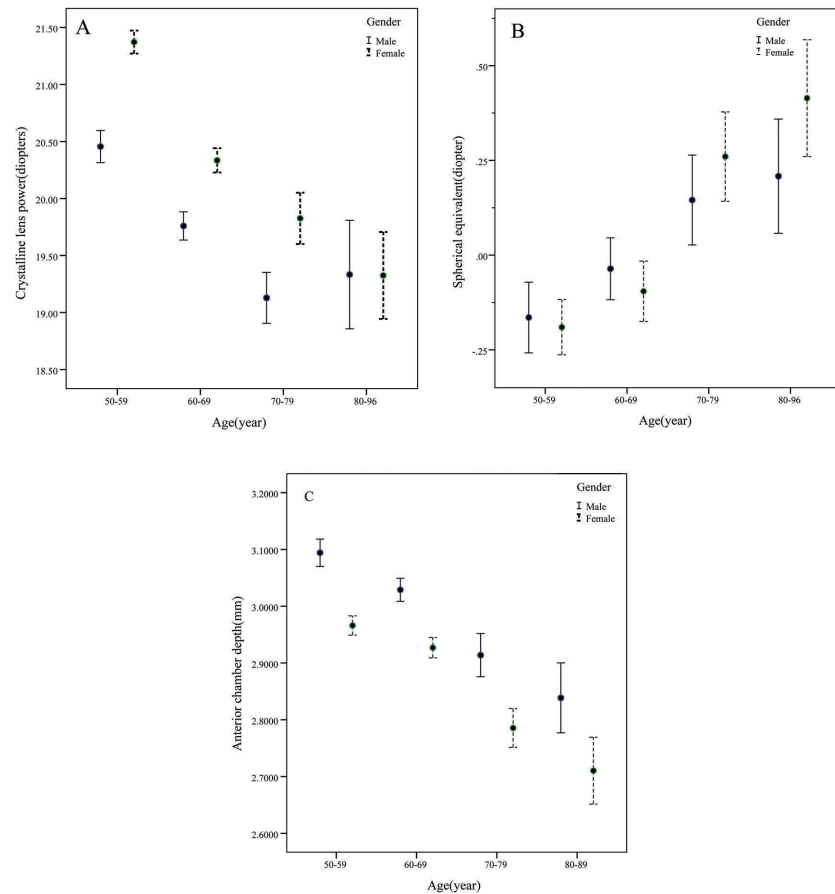 A
Gender
Male
Female
Crystalline lens power(diopters)
21.50
21.00
20.50
20.00
19.50
19.00
18.50
50-59
60-69
70-79
80-96
Age(year)
B
Gender
Male
Female
Spherical equivalent(diopter)
.50
.25
.00
-.25
50-59
60-69
70-79
80-96
Age(year)
C
Gender
Male
Female
Anterior chamber depth(mm)
3.2000
3.1000
3.0000
2.9000
2.8000
2.7000
2.6000
50-59
60-69
70-79
80-89
Age(year)